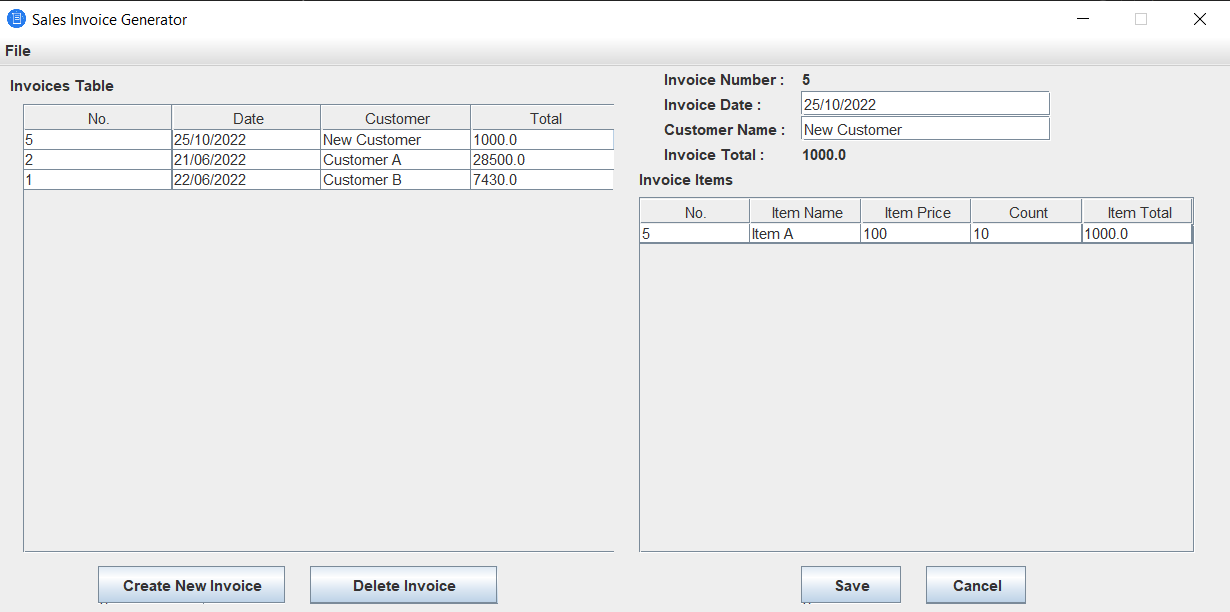 Sales Invoice Generator
File
Invoices Table
No. Date Customer Total
5 25/10/2022 New Customer 1000.0
2 21/06/2022 Customer A 28500.0
1 22/06/2022 Customer B 7430.0
Create New Invoice Delete Invoice
Invoice Number : 5
Invoice Date : 25/10/2022
Customer Name : New Customer
Invoice Total : 1000.0
Invoice Items
No. Item Name Item Price Count Item Total
5 Item A 100 10 1000.0
Save Cancel